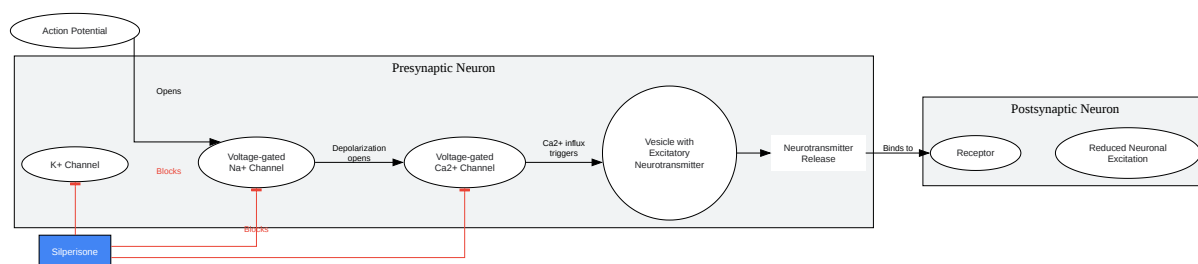 Action Potential
Presynaptic Neuron
Opens
K+ Channel
Blocks
Voltage-gated
Na+ Channel
Depolarization
opens
Voltage-gated
Ca2+ Channel
Ca2+ influx
triggers
Vesicle with
Excitatory
Neurotransmitter
Neurotransmitter
Release
Binds to
Postsynaptic Neuron
Receptor
Reduced Neuronal
Excitation
Blocks
Silperisone